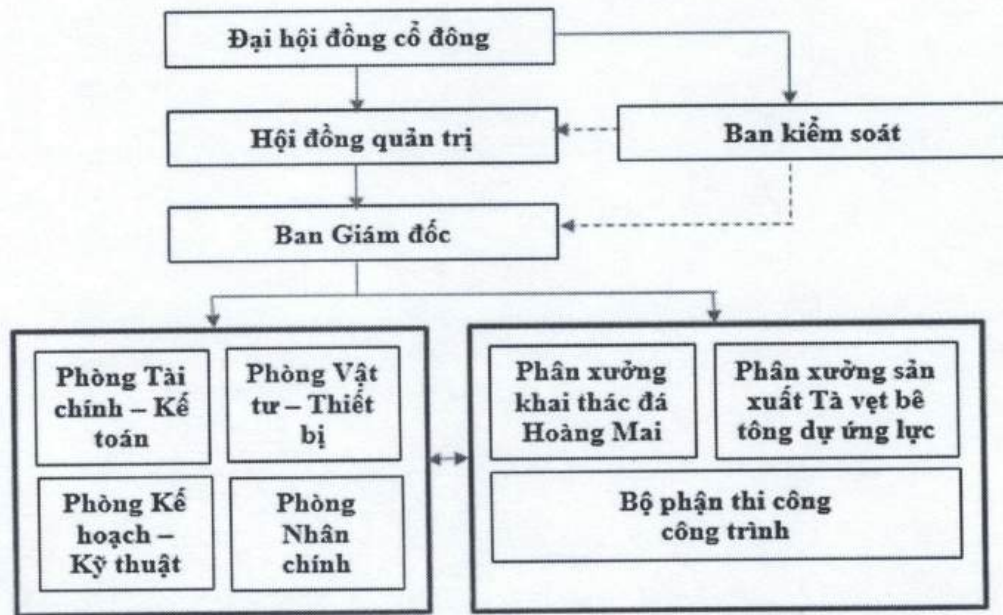 Đại hội đồng cổ đông
Hội đồng quản trị
Ban kiểm soát
Ban Giám đốc
Phòng Tài
chính – Kế
toán
Phòng Vật
tư – Thiết
bị
Phòng Kế
hoạch –
Kỹ thuật
Phòng
Nhân
chính
Phân xưởng
khai thác đá
Hoàng Mai
Phân xưởng sản
xuất Tà vẹt bê
tông dự ứng lực
Bộ phận thi công
công trình